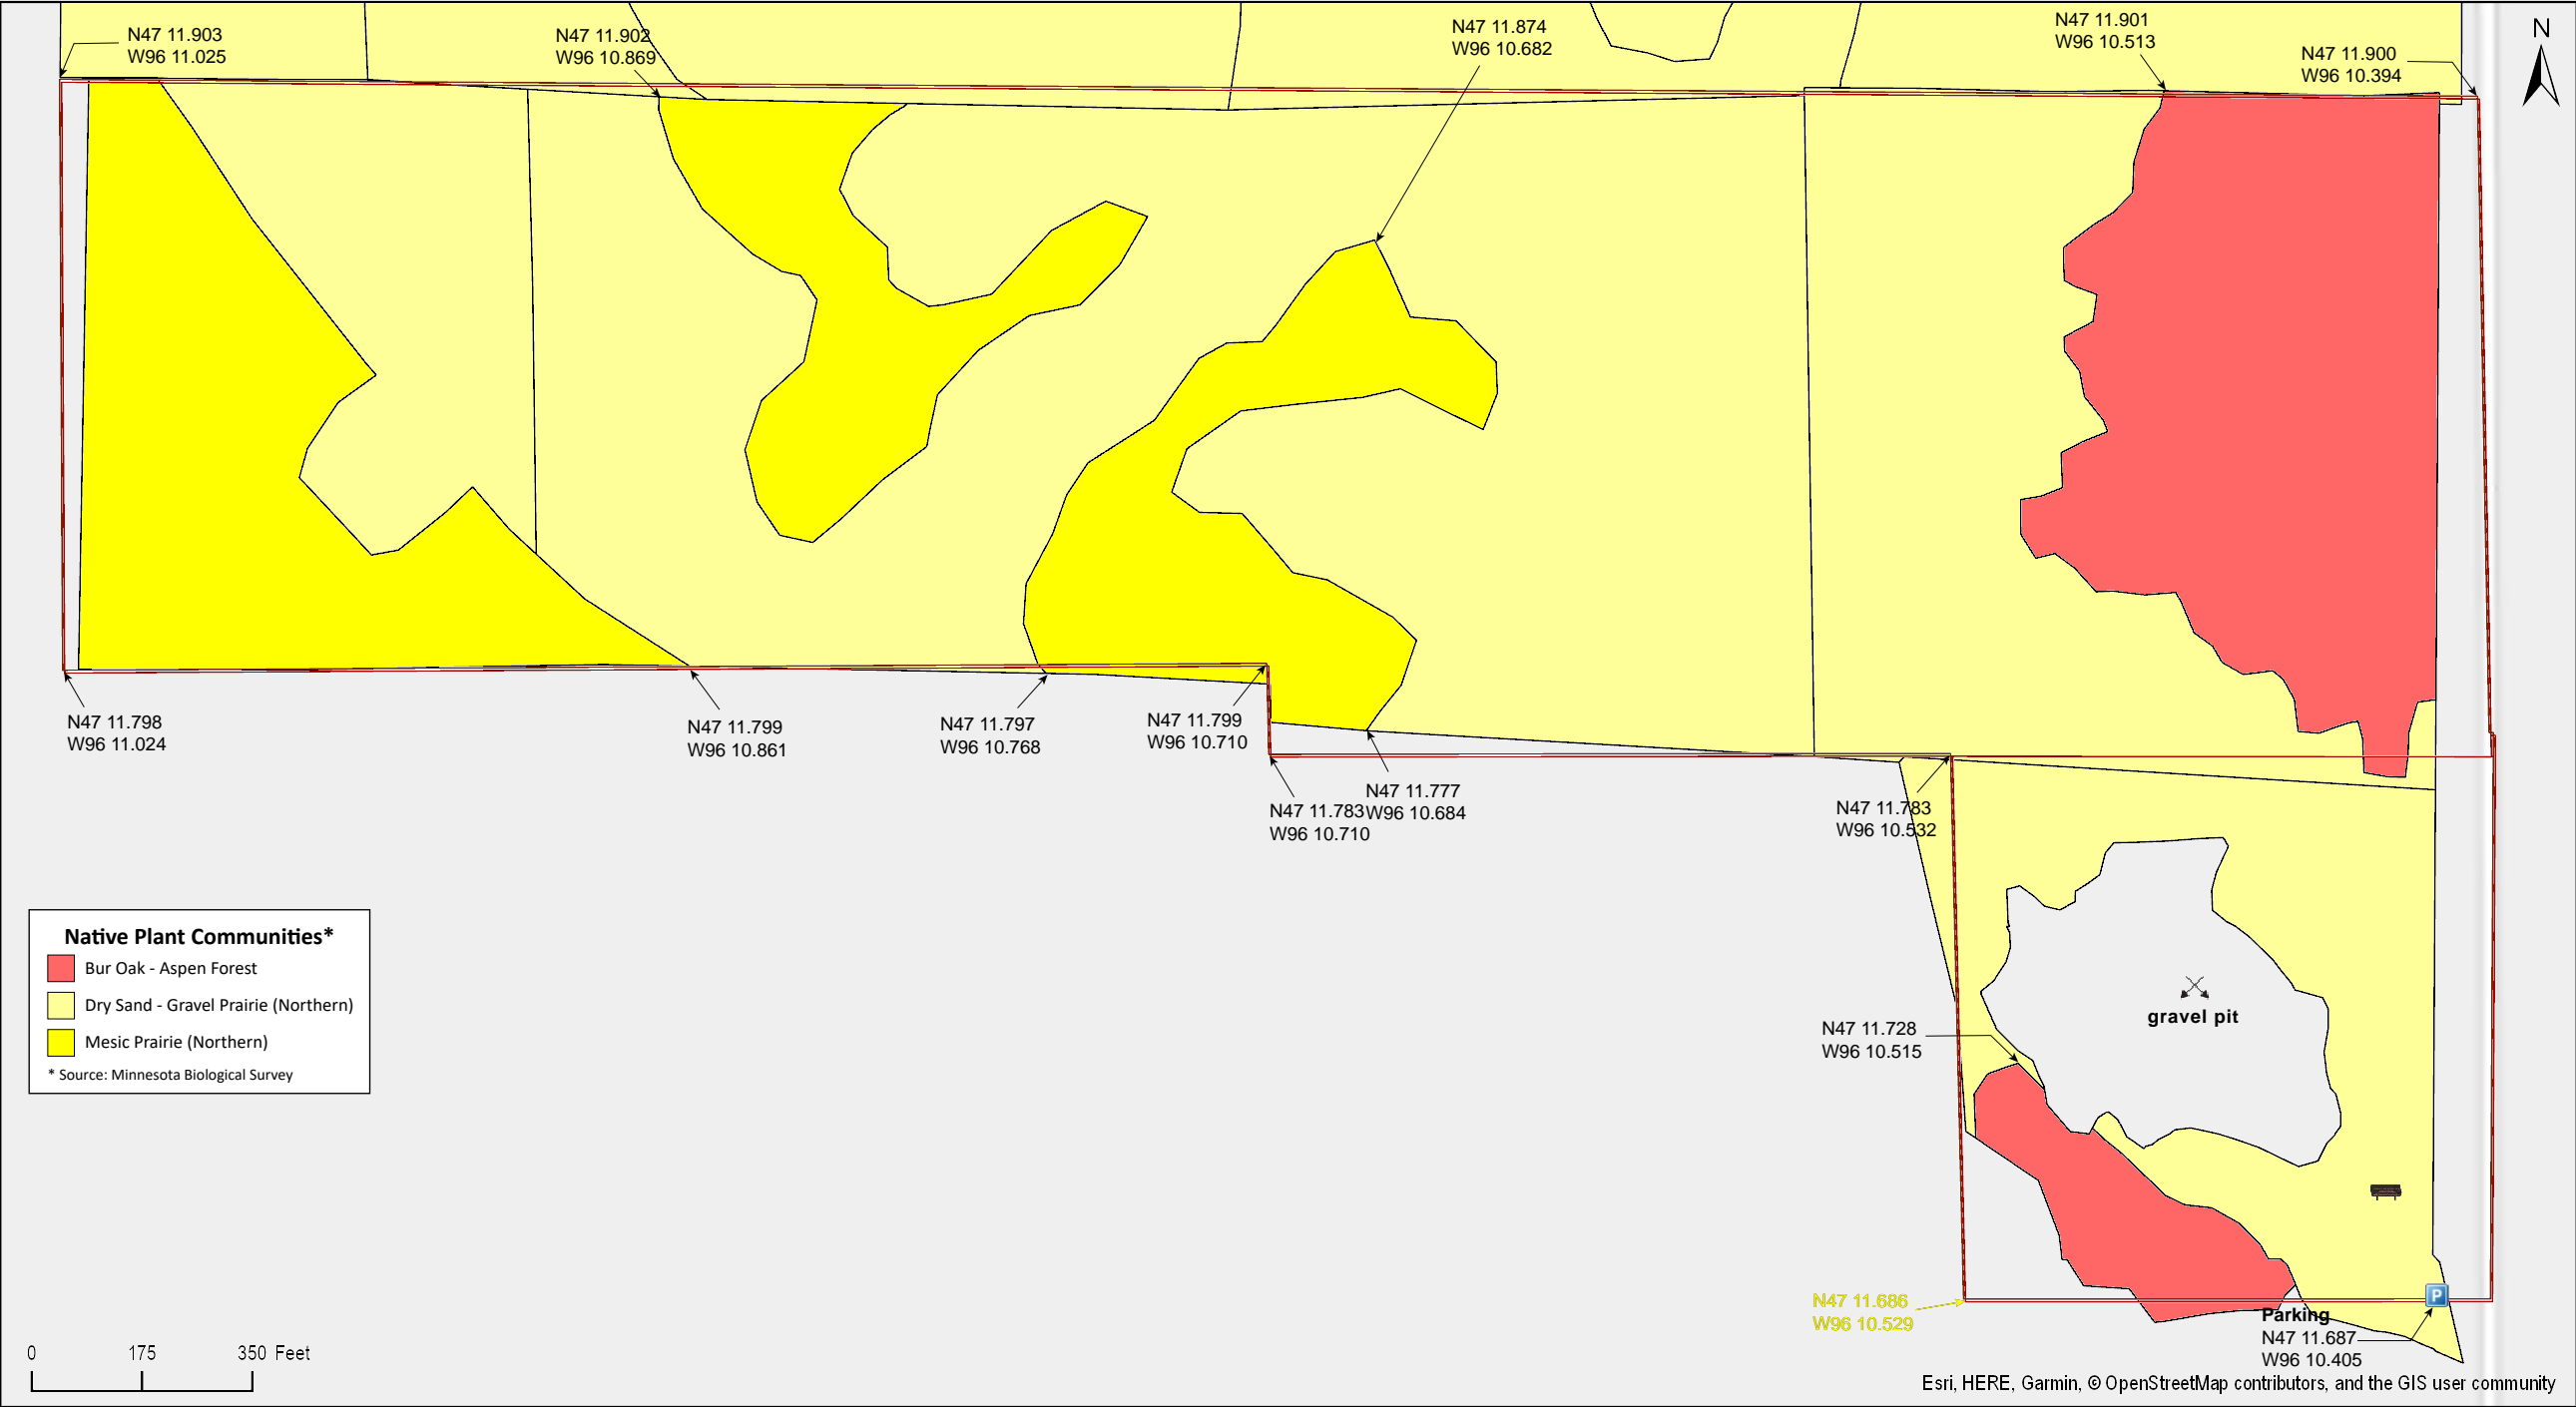 N47 11.903
W96 11.025
N47 11.902
W96 10.869
N47 11.874
W96 10.682
N47 11.901
W96 10.513
N47 11.900
W96 10.394
N
N47 11.798
W96 11.024
N47 11.799
W96 10.861
N47 11.797
W96 10.768
N47 11.799
W96 10.710
N47 11.783
W96 10.710
N47 11.777
W96 10.684
N47 11.783
W96 10.532
Native Plant Communities*
Bur Oak - Aspen Forest
Dry Sand - Gravel Prairie (Northern)
Mesic Prairie (Northern)
* Source: Minnesota Biological Survey
gravel pit
N47 11.728
W96 10.515
N47 11.686
W96 10.529
P
Parking
N47 11.687
W96 10.405
0 175 350 Feet
Esri, HERE, Garmin, © OpenStreetMap contributors, and the GIS user community